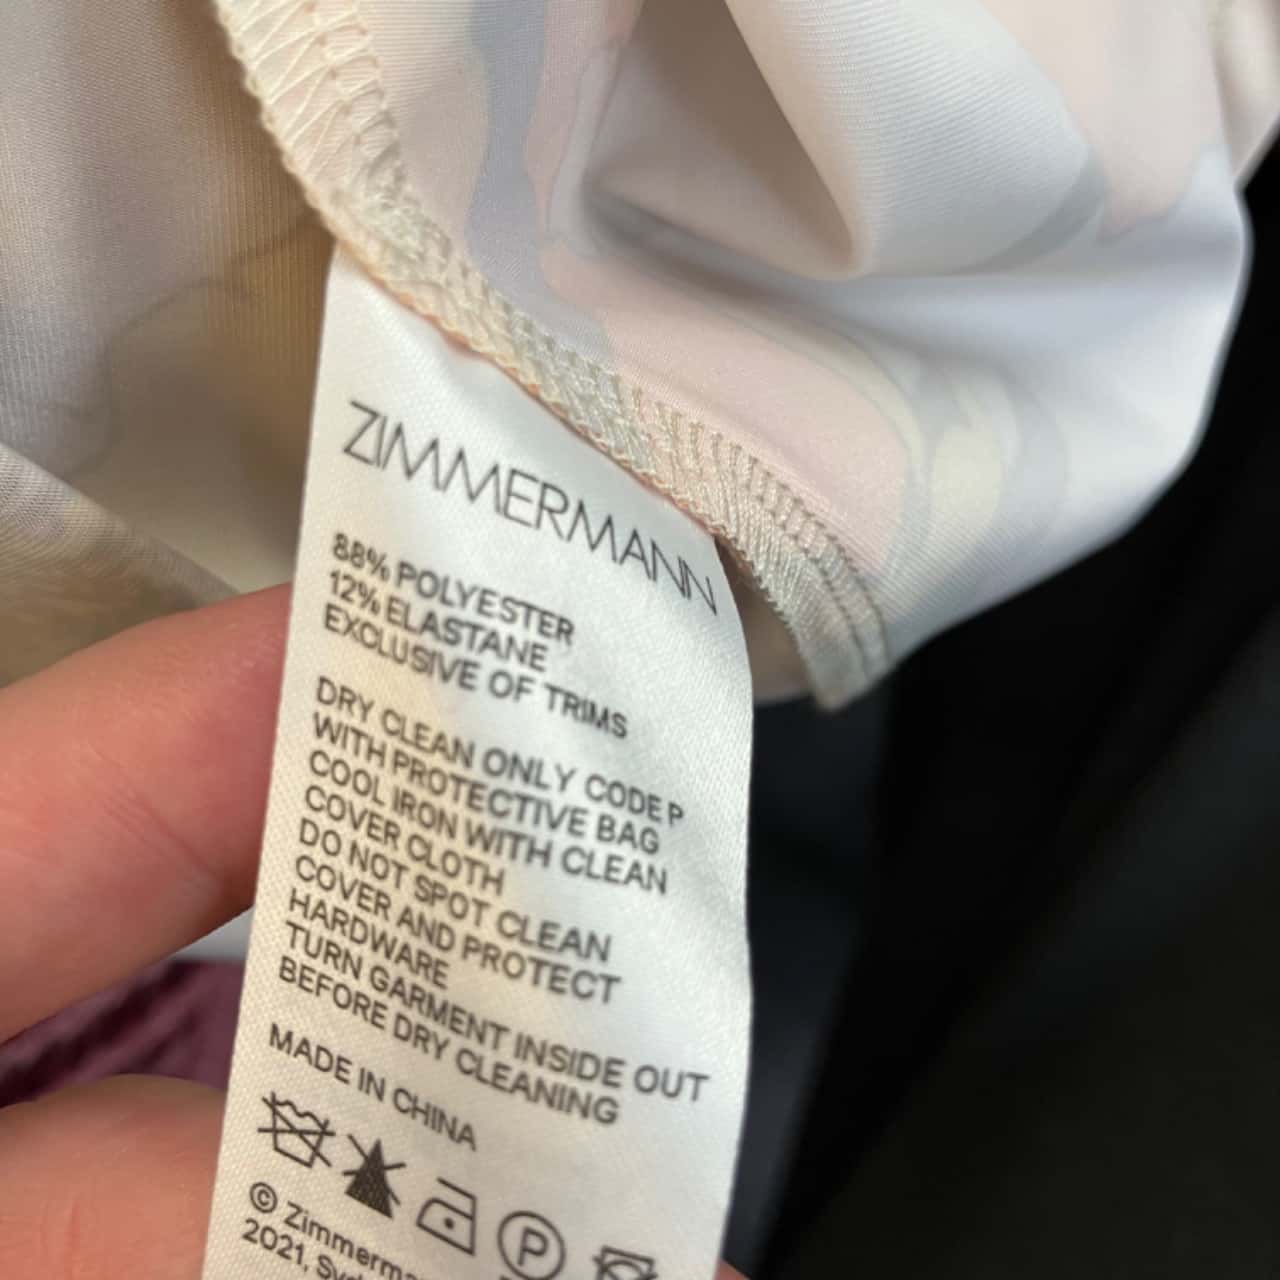 ZIMMERMANN
88% POLYESTER
12% ELASTANE
EXCLUSIVE OF TRIMS
DRY CLEAN ONLY CODE P
WITH PROTECTIVE BAG
COOL IRON WITH CLEAN
COVER CLOTH
DO NOT SPOT CLEAN
COVER AND PROTECT
HARDWARE
TURN GARMENT INSIDE OUT
BEFORE DRY CLEANING
MADE IN CHINA
P
© Zimmerma
2021,